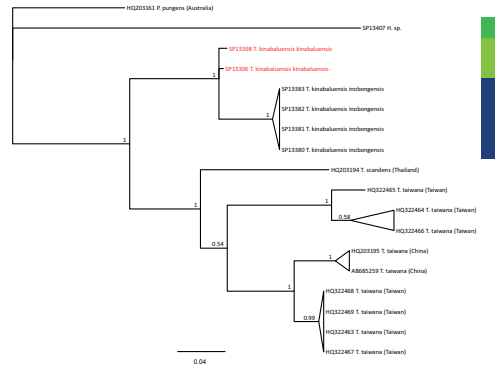 HQ203161 P. pungens (Australia)
SP13407 H. sp.
SP13398 T. kinabaluensis kinabaluensis
SP13306 T. kinabaluensis kinabaluensis-
SP13383 T. kinabaluensis inobongensis
1
SP13382 T. kinabaluensis inobongensis
1
SP13381 T. kinabaluensis inobongensis
1
SP13380 T. kinabaluensis inobongensis
HQ203194 T. scandens (Thailand)
HQ322465 T. taiwana (Taiwan)
1
1
HQ322464 T. taiwana (Taiwan)
0.58
HQ322466 T. taiwana (Taiwan)
0.54
HQ203195 T. taiwana (China)
1
AB685259 T. taiwana (China)
1
HQ322468 T. taiwana (Taiwan)
HQ322469 T. taiwana (Taiwan)
0.99
HQ322463 T. taiwana (Taiwan)
HQ322467 T. taiwana (Taiwan)
0.04